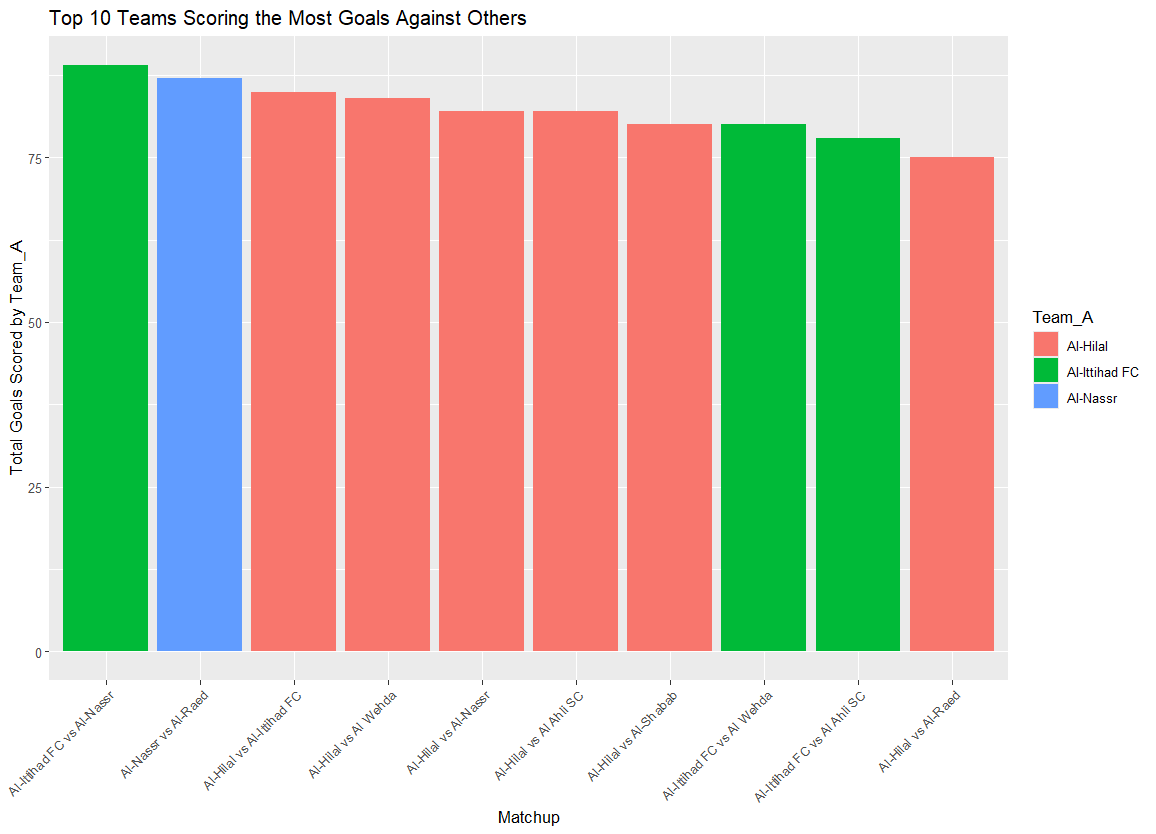 Top 10 Teams Scoring the Most Goals Against Others
Total Goals Scored by Team_A
75
50
25
0
Al-Ittihad FC vs Al-Nassr
Al-Nassr vs Al-Raed
Al-Hilal vs Al-Ittihad FC
Al-Hilal vs Al Wehda
Al-Hilal vs Al-Nassr
Al-Hilal vs Al Ahli SC
Al-Hilal vs Al-Shabab
Al-Ittihad FC vs Al Wehda
Al-Ittihad FC vs Al Ahli SC
Al-Hilal vs Al-Raed
Matchup
Team_A
Al-Hilal
Al-Ittihad FC
Al-Nassr